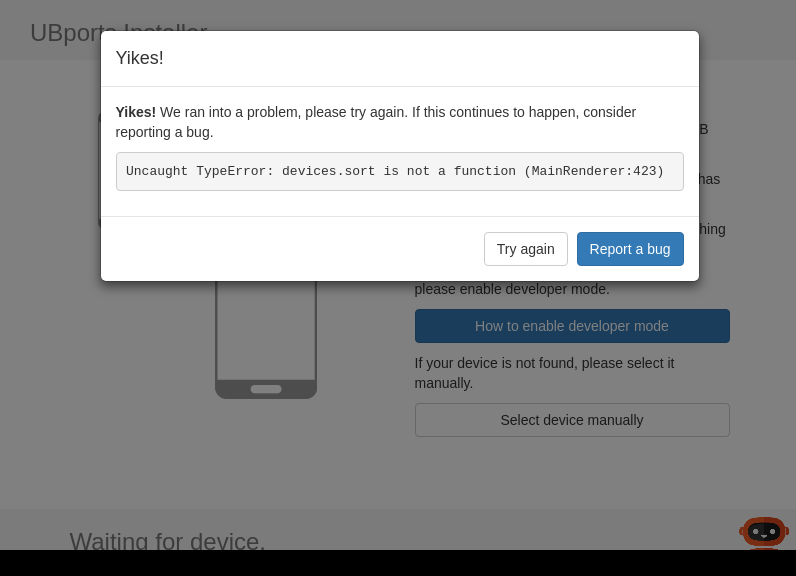 UBports Installer
Yikes!
Yikes! We ran into a problem, please try again. If this continues to happen, consider
reporting a bug.
Uncaught TypeError: devices.sort is not a function (MainRenderer:423)
Try again
Report a bug
has
please enable developer mode.
How to enable developer mode
If your device is not found, please select it
manually.
Select device manually
Waiting for device.